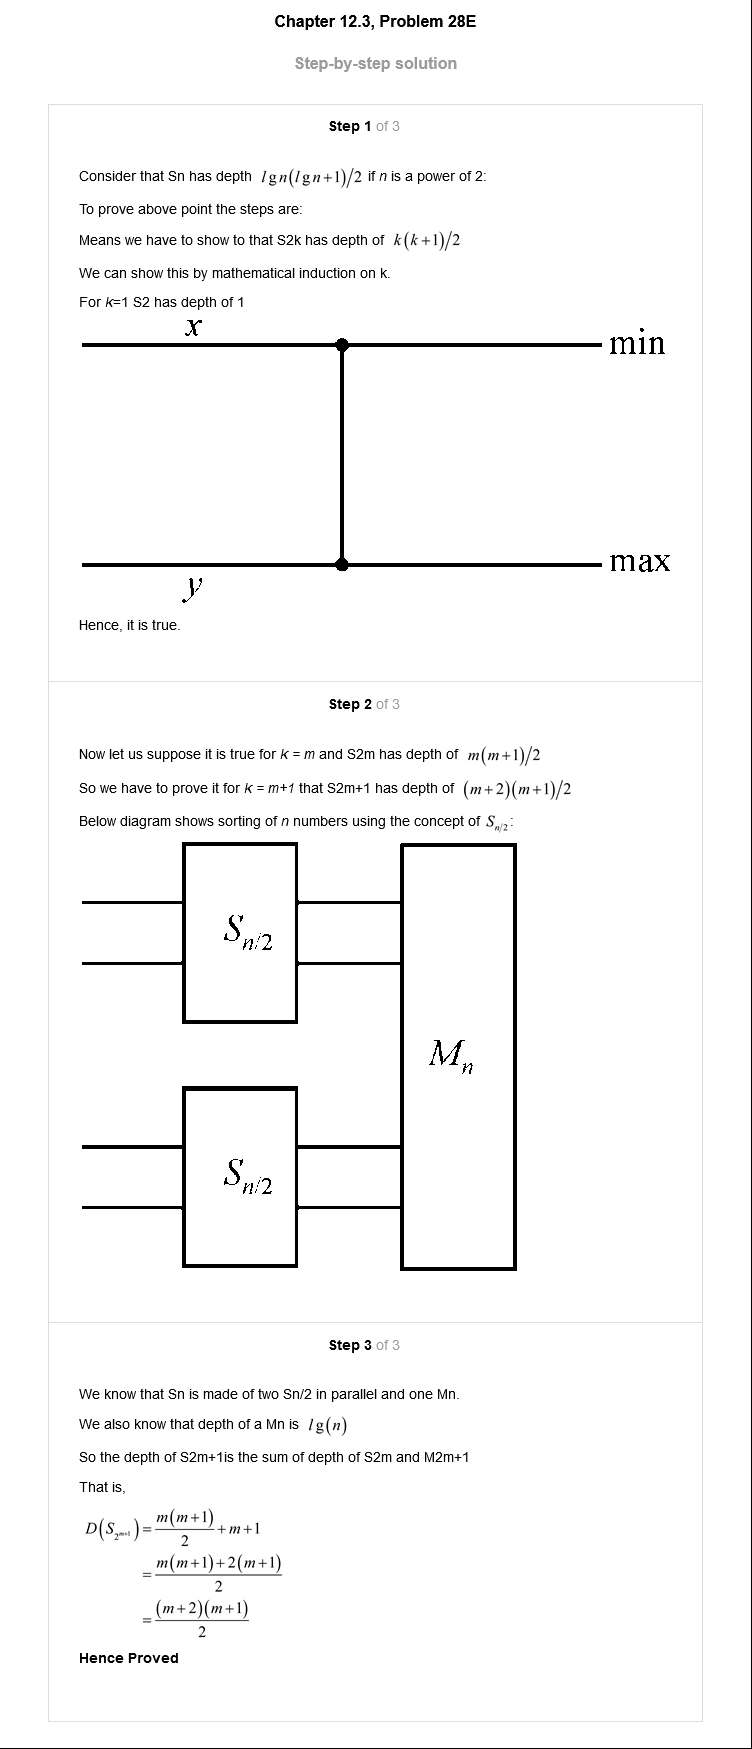 Chapter 12.3, Problem 28E
Step-by-step solution
Step 1 of 3
Consider that Sn has depth lg n(lg n+1)/2 if n is a power of 2:
To prove above point the steps are:
Means we have to show to that S2k has depth of k(k+1)/2
We can show this by mathematical induction on k.
For k=1 S2 has depth of 1
x
min
max
y
Hence, it is true.
Step 2 of 3
Now let us suppose it is true for k = m and S2m has depth of m(m+1)/2
So we have to prove it for k = m+1 that S2m+1 has depth of (m+2)(m+1)/2
Below diagram shows sorting of n numbers using the concept of S_{n/2}:
S_{n/2}
M_n
S_{n/2}
Step 3 of 3
We know that Sn is made of two Sn/2 in parallel and one Mn.
We also know that depth of a Mn is lg(n)
So the depth of S2m+1is the sum of depth of S2m and M2m+1
That is,
D(S_{2^{m+1}}) = m(m+1)/2 + m+1
= m(m+1)+2(m+1)/2
= (m+2)(m+1)/2
Hence Proved